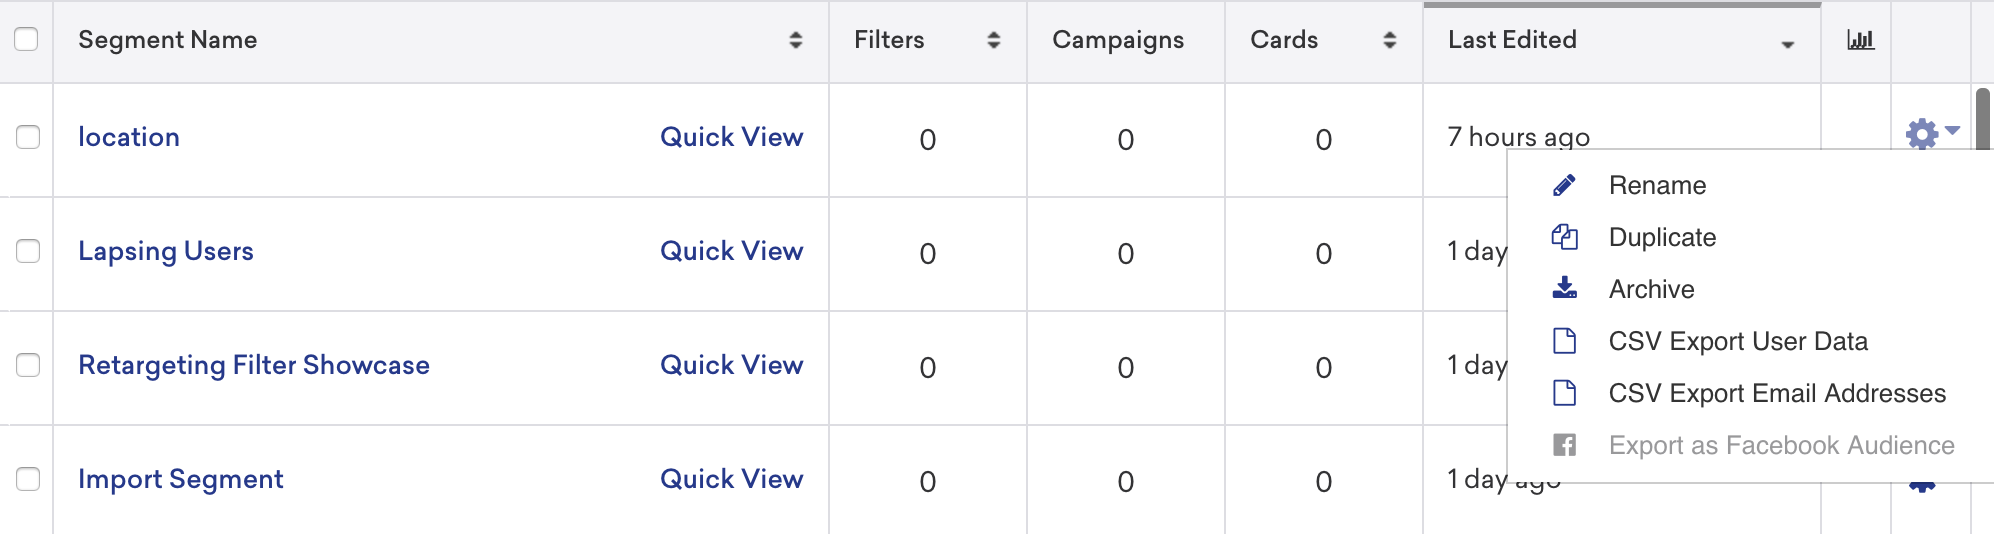 Segment Name Filters Campaigns Cards Last Edited
location Quick View 0 0 0 7 hours ago
Rename
Duplicate
Lapsing Users Quick View 0 0 0 1 day
Archive
CSV Export User Data
Retargeting Filter Showcase Quick View 0 0 0 1 day
CSV Export Email Addresses
Export as Facebook Audience
Import Segment Quick View 0 0 0 1 day ago